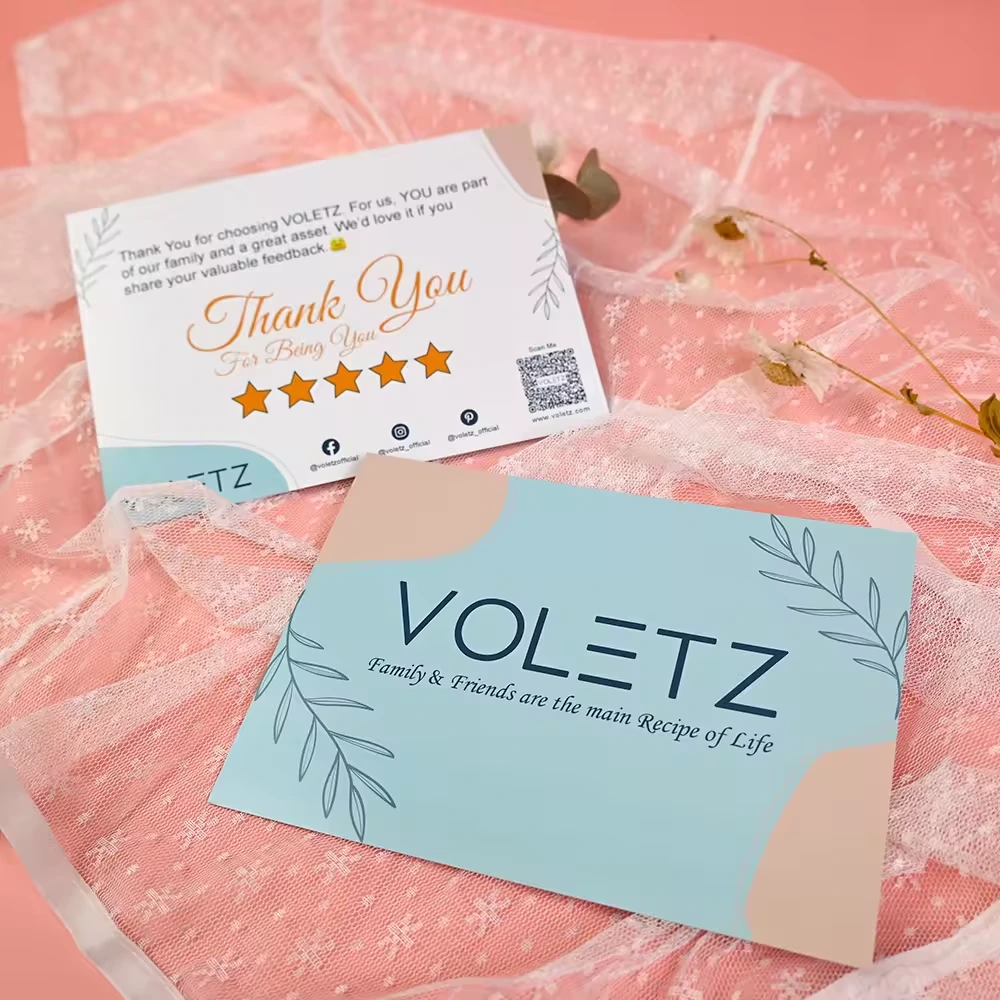 Thank You for choosing VOLETZ. For us, YOU are part
of our family and a great asset. We'd love it if you
share your valuable feedback.
Thank You
For Being You
Scan Me
VOLETZ
www.voletz.com
@voletzofficial
@voletz_official
@voletz_official
LETZ
VOLETZ
Family & Friends are the main Recipe of Life